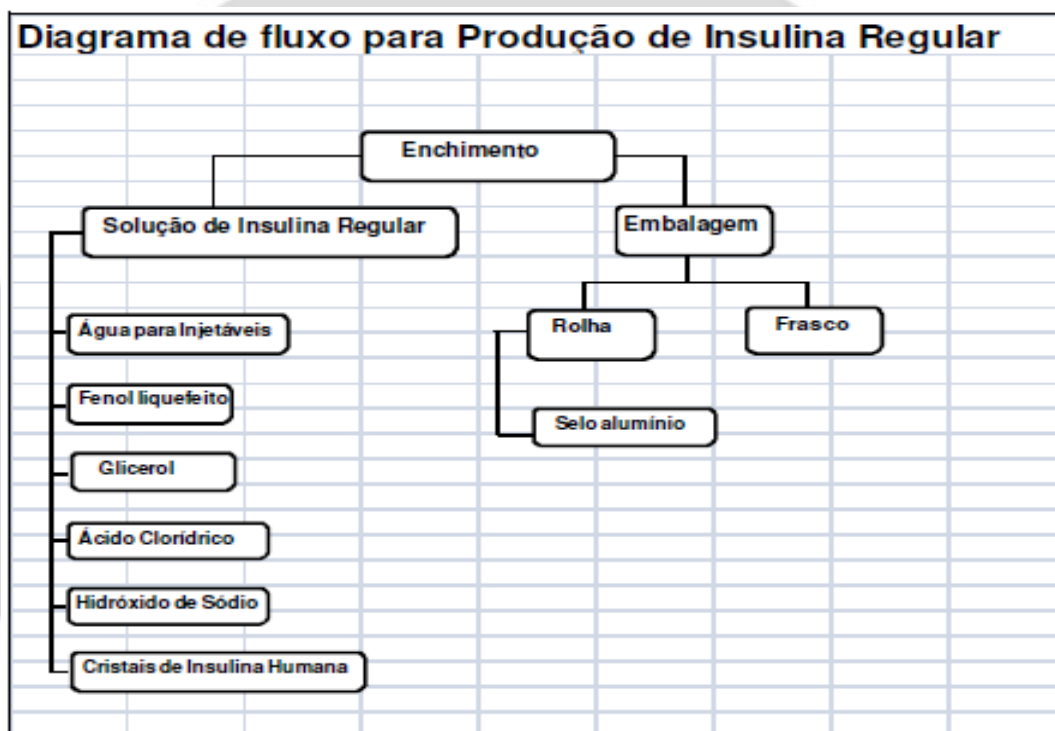 Diagrama de fluxo para Produção de Insulina Regular
Enchimento
Solução de Insulina Regular
Embalagem
Água para Injetáveis
Rolha
Frasco
Fenol liquefeito
Selo alumínio
Glicerol
Ácido Clorídrico
Hidróxido de Sódio
Cristais de Insulina Humana